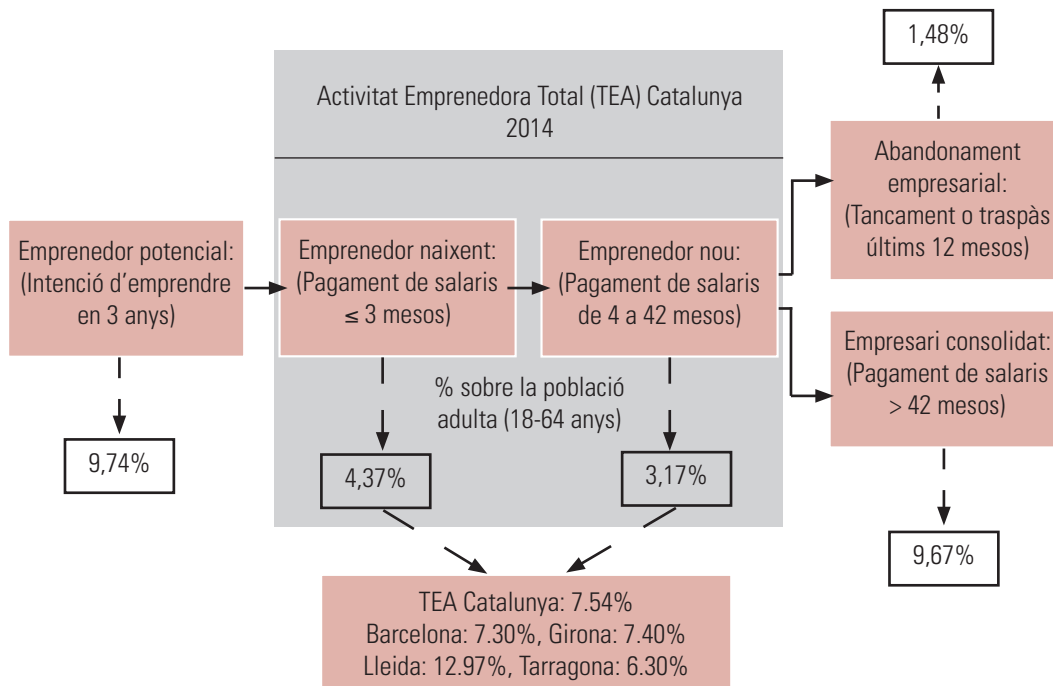 1,48%
Activitat Emprenedora Total (TEA) Catalunya
2014
Abandonament
empresarial:
(Tancament o traspàs
últims 12 mesos)
Emprenedor potencial:
(Intenció d’emprendre
en 3 anys)
Emprenedor naixent:
(Pagament de salaris
≤ 3 mesos)
Emprenedor nou:
(Pagament de salaris
de 4 a 42 mesos)
Empresari consolidat:
(Pagament de salaris
> 42 mesos)
% sobre la població
adulta (18-64 anys)
9,74%
4,37%
3,17%
9,67%
TEA Catalunya: 7.54%
Barcelona: 7.30%, Girona: 7.40%
Lleida: 12.97%, Tarragona: 6.30%